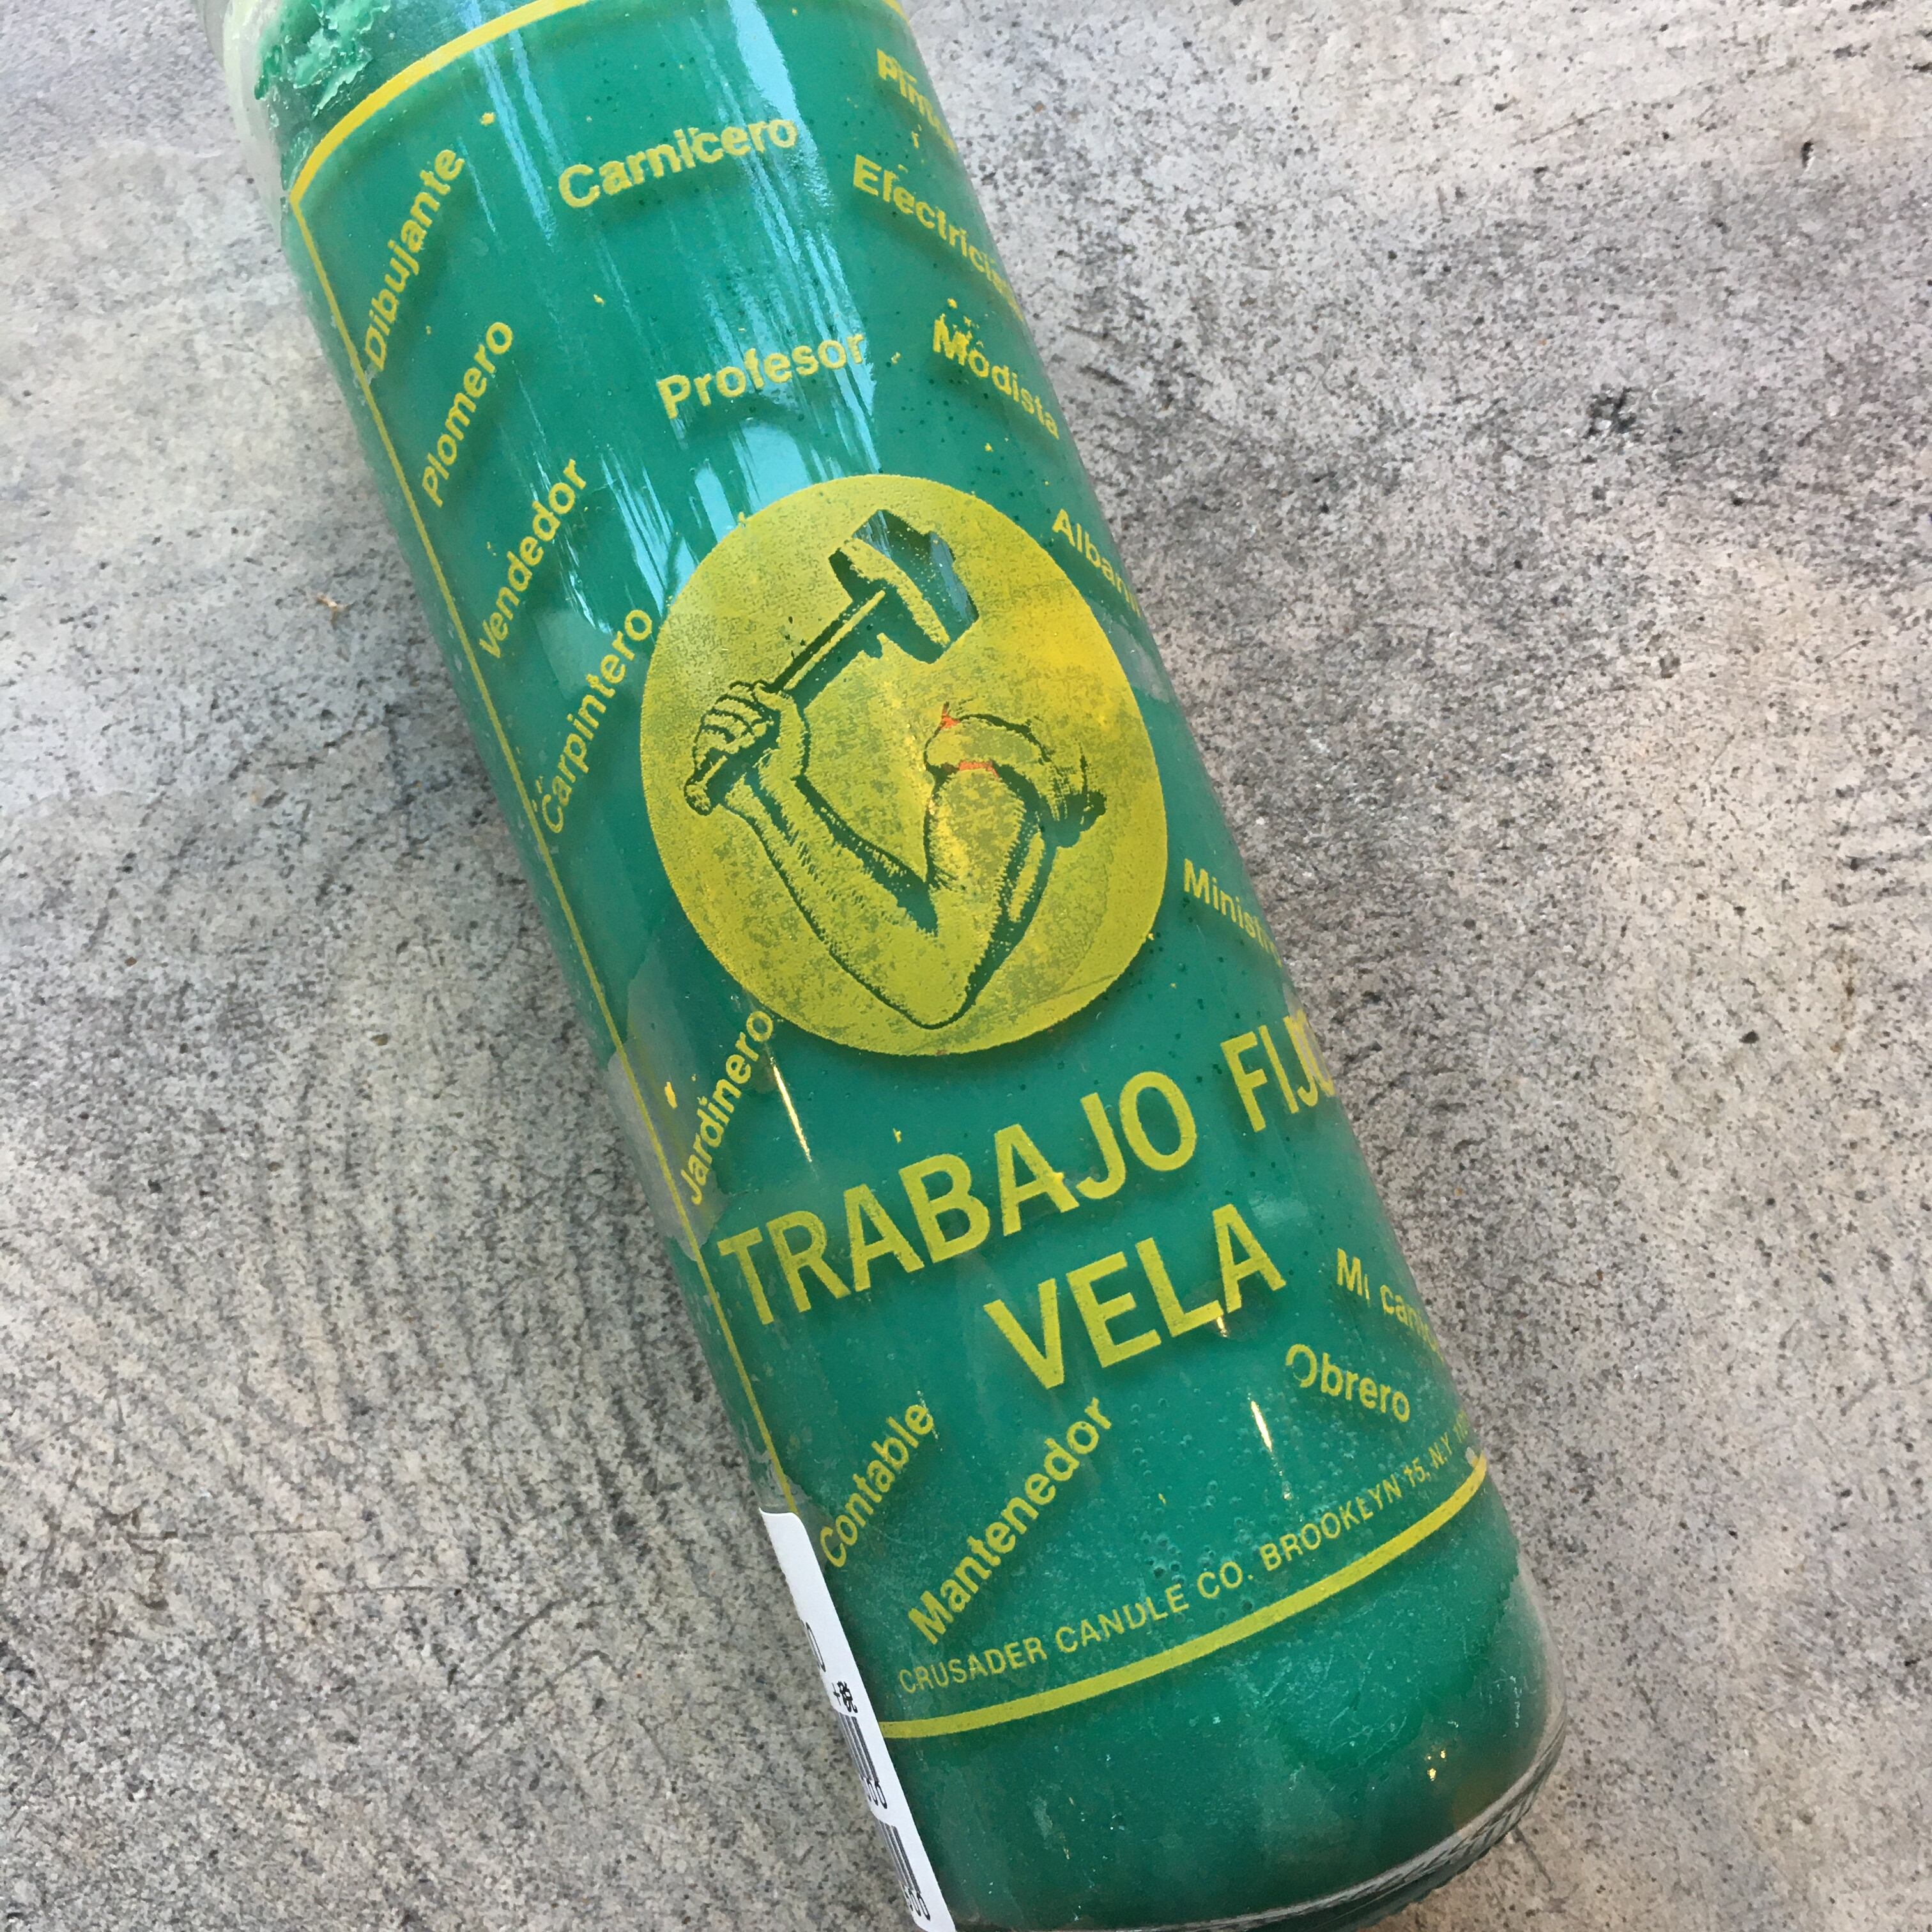 Dibujante
Carnicero
Plomero
Profesor
Modista
Vendedor
Carpintero
Jardinero
TRABAJO FIJO
VELA
Obrero
Contable
Mantenedor
CRUSADER CANDLE CO. BROOKLYN 15, N.Y.